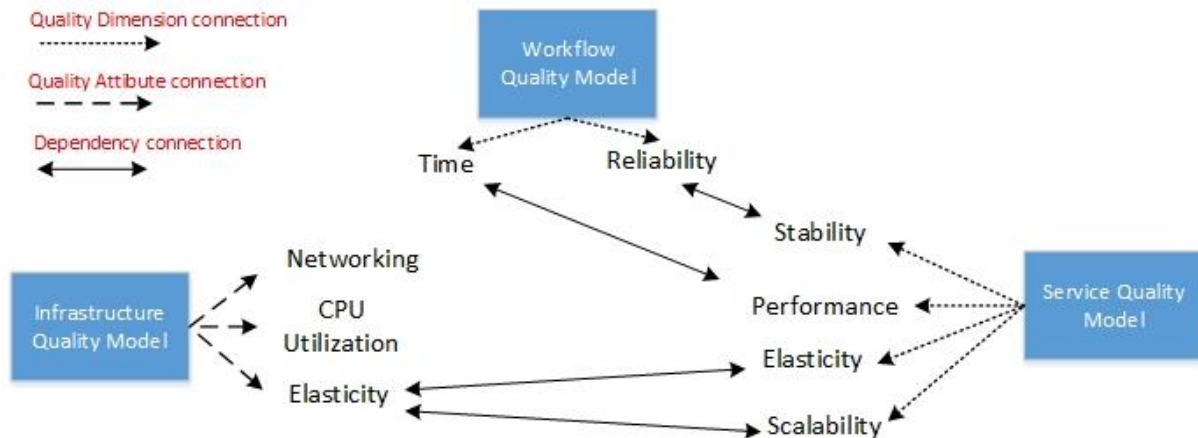 Quality Dimension connection
Quality Attibute connection
Dependency connection
Workflow
Quality Model
Time
Reliability
Stability
Networking
Infrastructure
Quality Model
CPU
Utilization
Performance
Service Quality
Model
Elasticity
Elasticity
Scalability